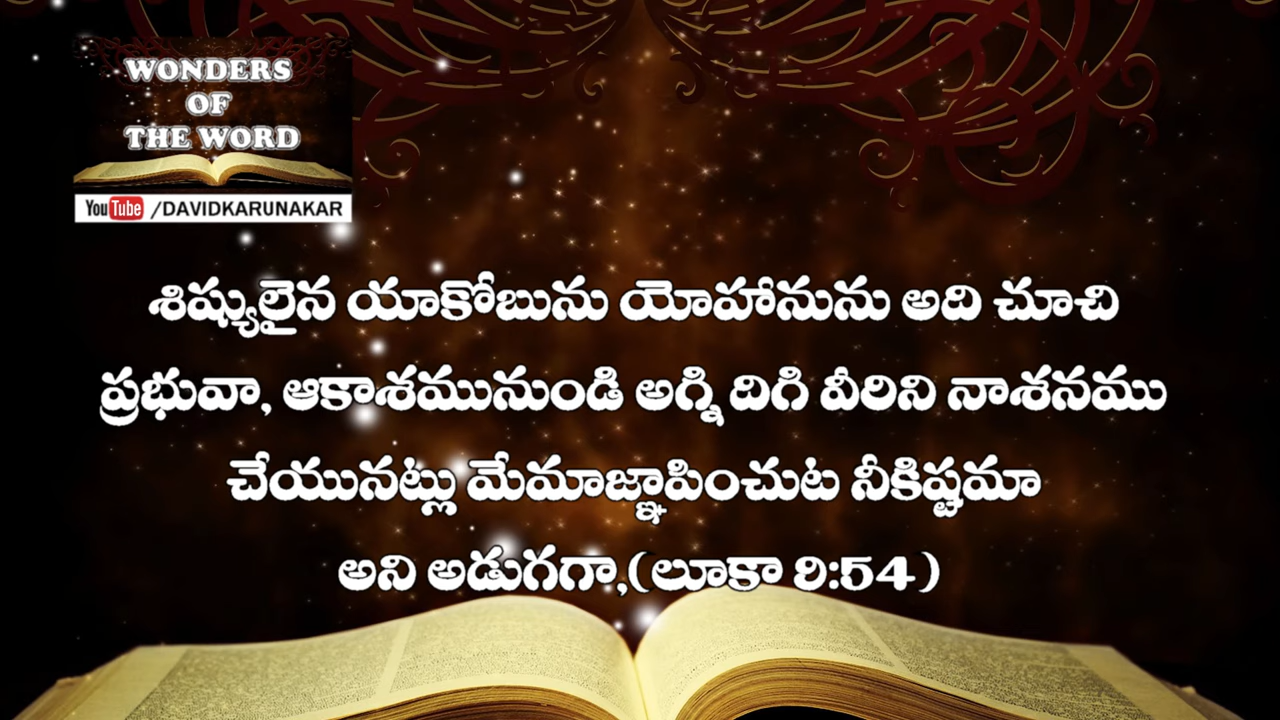 WONDERS
OF
THE WORD
YouTube /DAVIDKARUNAKAR
శిష్యులైన యాకోబును యోహానును అది చూచి
ప్రభువా, ఆకాశమునుండి అగ్ని దిగి వీరిని నాశనము
చేయునట్లు మేమాజ్ఞాపించుట నీకిష్టమా
అని అడుగగా,(లూకా 9:54)